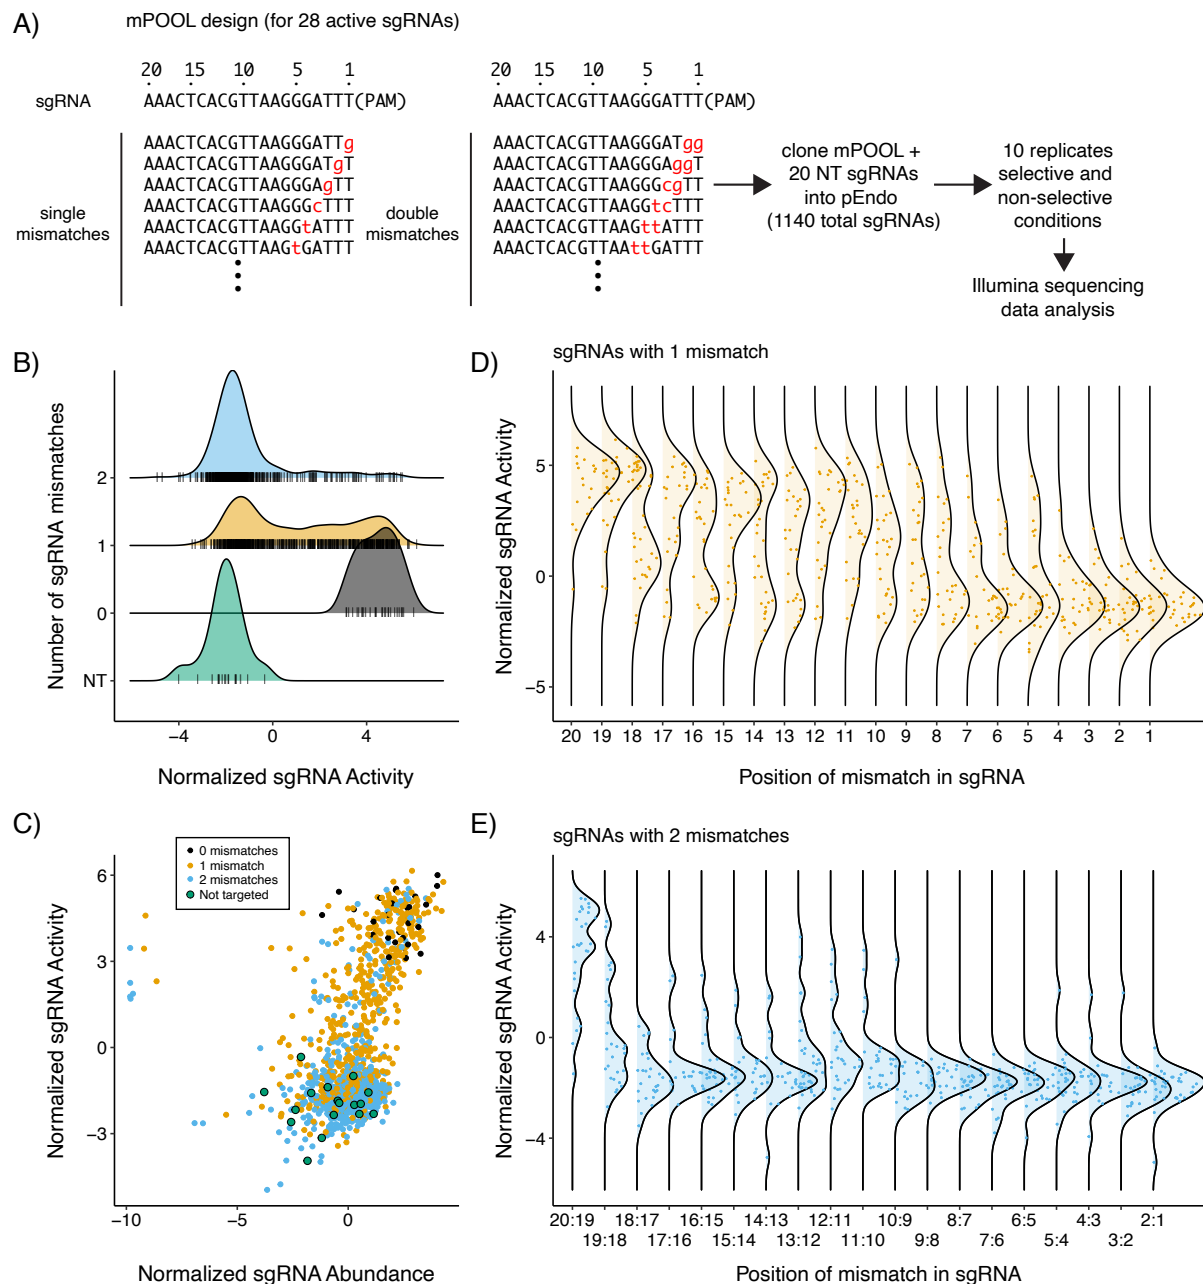 A)
mPOOL design (for 28 active sgRNAs)
20 15 10 5 1
sgRNA AAACTCACGTTAAGGGATTT(PAM)
single mismatches
AAACTCACGTTAAGGGATTg
AAACTCACGTTAAGGGATgT
AAACTCACGTTAAGGGAgTT
AAACTCACGTTAAGGGcTTT
AAACTCACGTTAAGGtATTT
AAACTCACGTTAAGtGATTT
20 15 10 5 1
AAACTCACGTTAAGGGATTT(PAM)
double mismatches
AAACTCACGTTAAGGGATgg
AAACTCACGTTAAGGGAggT
AAACTCACGTTAAGGGcgTT
AAACTCACGTTAAGGtcTTT
AAACTCACGTTAAGttATTT
AAACTCACGTTAAttGATTT
clone mPOOL +
20 NT sgRNAs
into pEndo
(1140 total sgRNAs)
10 replicates
selective and
non-selective
conditions
Illumina sequencing
data analysis
B)
Number of sgRNA mismatches
2
1
0
NT
−4 0 4
Normalized sgRNA Activity
D)
sgRNAs with 1 mismatch
Normalized sgRNA Activity
5
0
−5
20 19 18 17 16 15 14 13 12 11 10 9 8 7 6 5 4 3 2 1
Position of mismatch in sgRNA
C)
0 mismatches
1 mismatch
2 mismatches
Not targeted
Normalized sgRNA Activity
6
3
0
−3
−10 −5 0
Normalized sgRNA Abundance
E)
sgRNAs with 2 mismatches
Normalized sgRNA Activity
4
0
−4
20:19 18:17 16:15 14:13 12:11 10:9 8:7 6:5 4:3 2:1
19:18 17:16 15:14 13:12 11:10 9:8 7:6 5:4 3:2
Position of mismatch in sgRNA